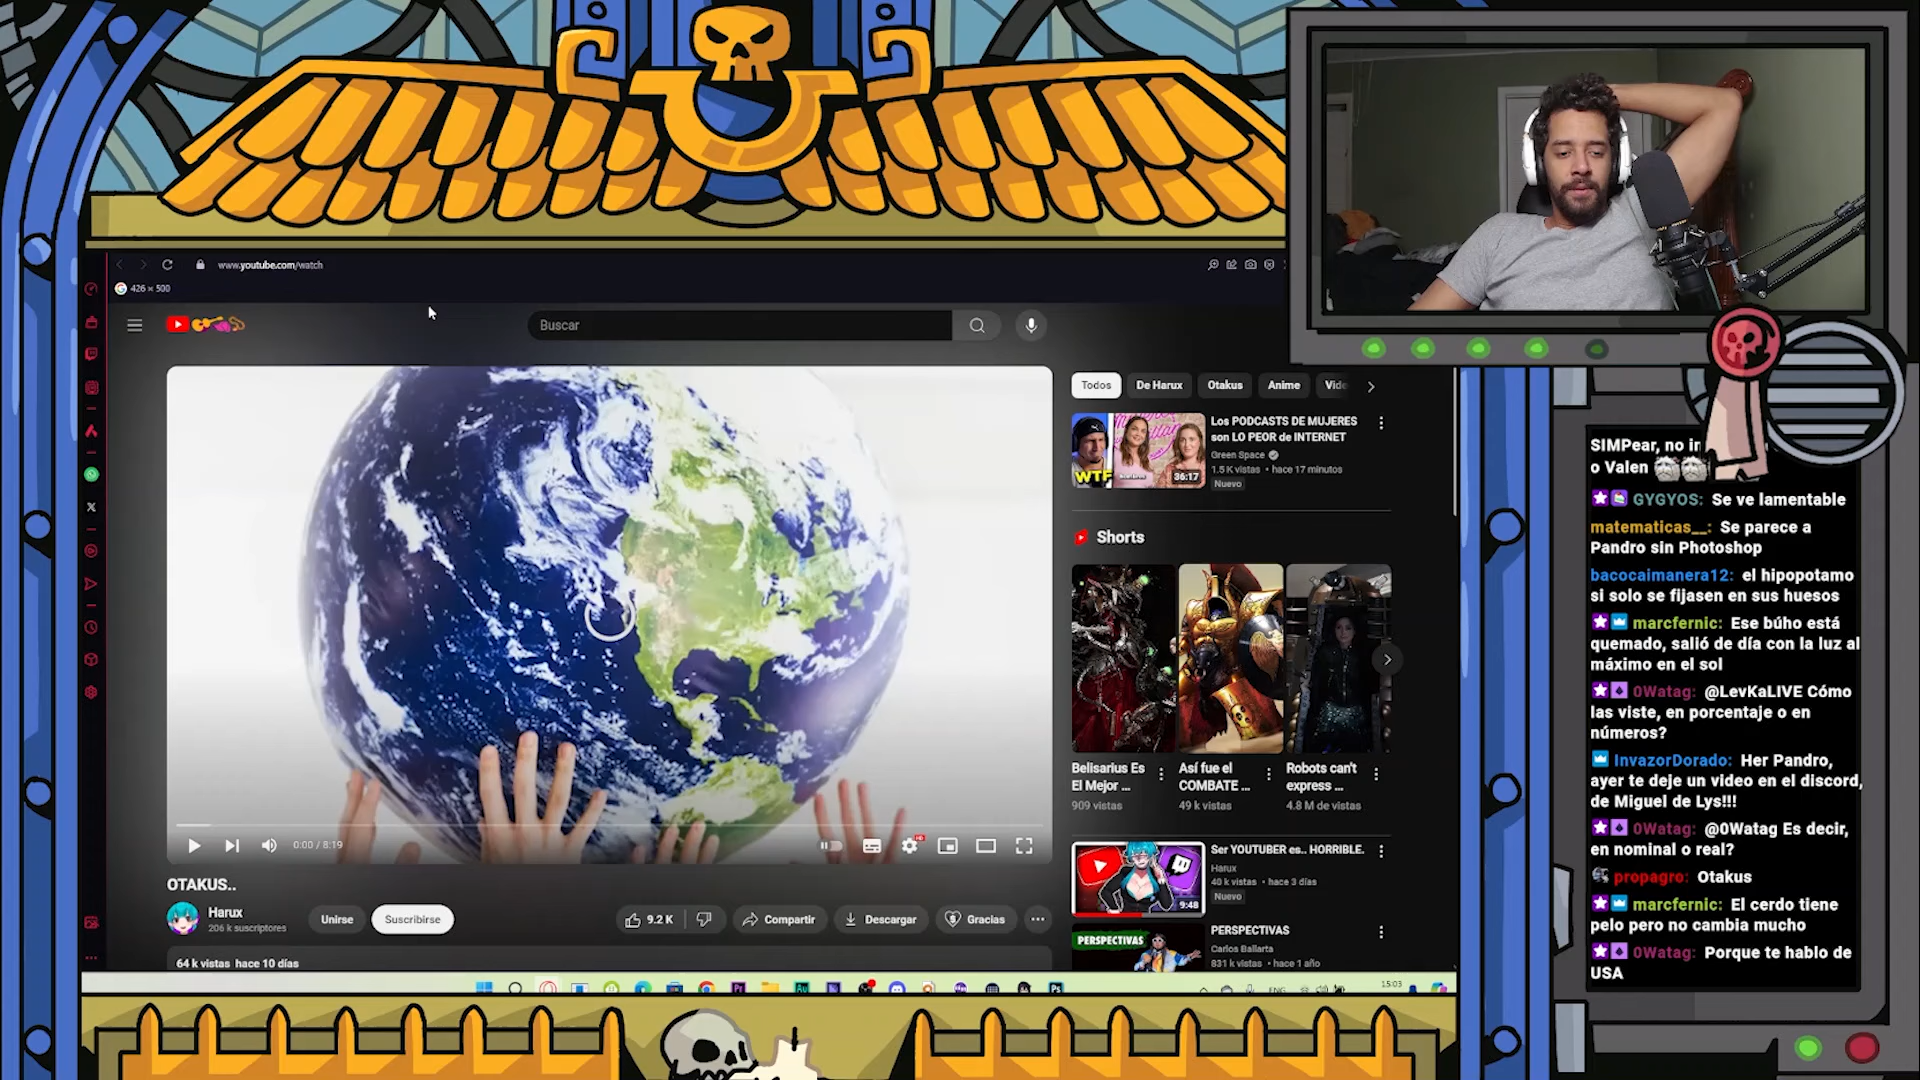 www.youtube.com/watch
426 × 500
Buscar
Todos
De Harux
Otakus
Anime
Los PODCASTS DE MUJERES
son LO PEOR de INTERNET
Green Space
1.5 K vistas • hace 17 minutos
Nuevo
WTF
36:17
Shorts
Belisarius Es
El Mejor ...
909 vistas
Así fue el
COMBATE ...
49 k vistas
Robots can't
express ...
4.8 M de vistas
0:00 / 8:19
OTAKUS..
Harux
206 k suscriptores
Unirse
Suscribirse
9.2 K
Compartir
Descargar
Gracias
64 k vistas hace 10 días
Ser YOUTUBER es.. HORRIBLE.
Harux
40 k vistas • hace 3 días
Nuevo
9:48
PERSPECTIVAS
PERSPECTIVAS
Carlos Ballarta
831 k vistas • hace 1 año
ENG
15:03
SIMPear, no
o Valen
GYGYOS: Se ve lamentable
matematicas__: Se parece a
Pandro sin Photoshop
bacocaimanera12: el hipopotamo
si solo se fijasen en sus huesos
marcfernic: Ese búho está
quemado, salió de día con la luz al
máximo en el sol
0Watag: @LevKaLIVE Cómo
las viste, en porcentaje o en
números?
InvazorDorado: Her Pandro,
ayer te deje un video en el discord,
de Miguel de Lys!!!
0Watag: @0Watag Es decir,
en nominal o real?
propagro: Otakus
marcfernic: El cerdo tiene
pelo pero no cambia mucho
0Watag: Porque te hablo de
USA